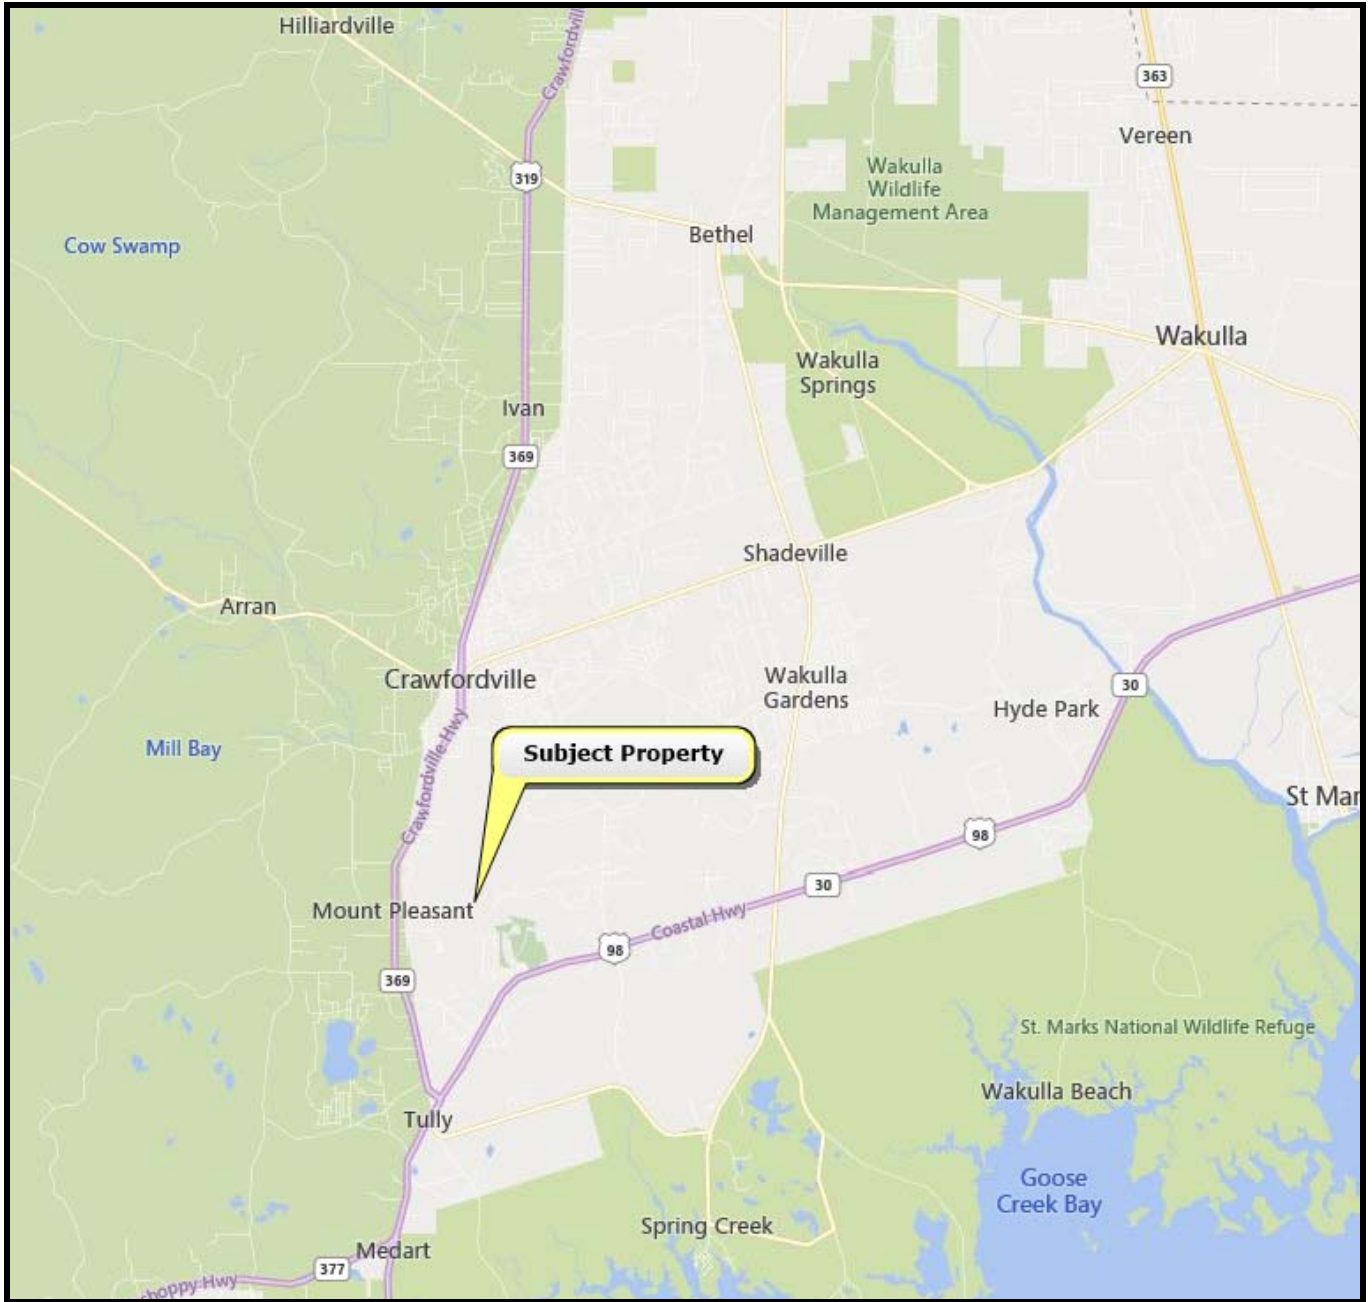 Hilliardville
Crawfordvill
363
Vereen
319
Wakulla
Wildlife
Management Area
Bethel
Cow Swamp
Wakulla
Wakulla
Springs
Ivan
369
Shadeville
Arran
Crawfordville
Wakulla
Gardens
30
Hyde Park
Mill Bay
Crawfordville Hwy
Subject Property
St Mar
98
30
Mount Pleasant
Coastal Hwy
98
369
St. Marks National Wildlife Refuge
Wakulla Beach
Tully
Goose
Creek Bay
Spring Creek
Medart
377
choppy Hwy